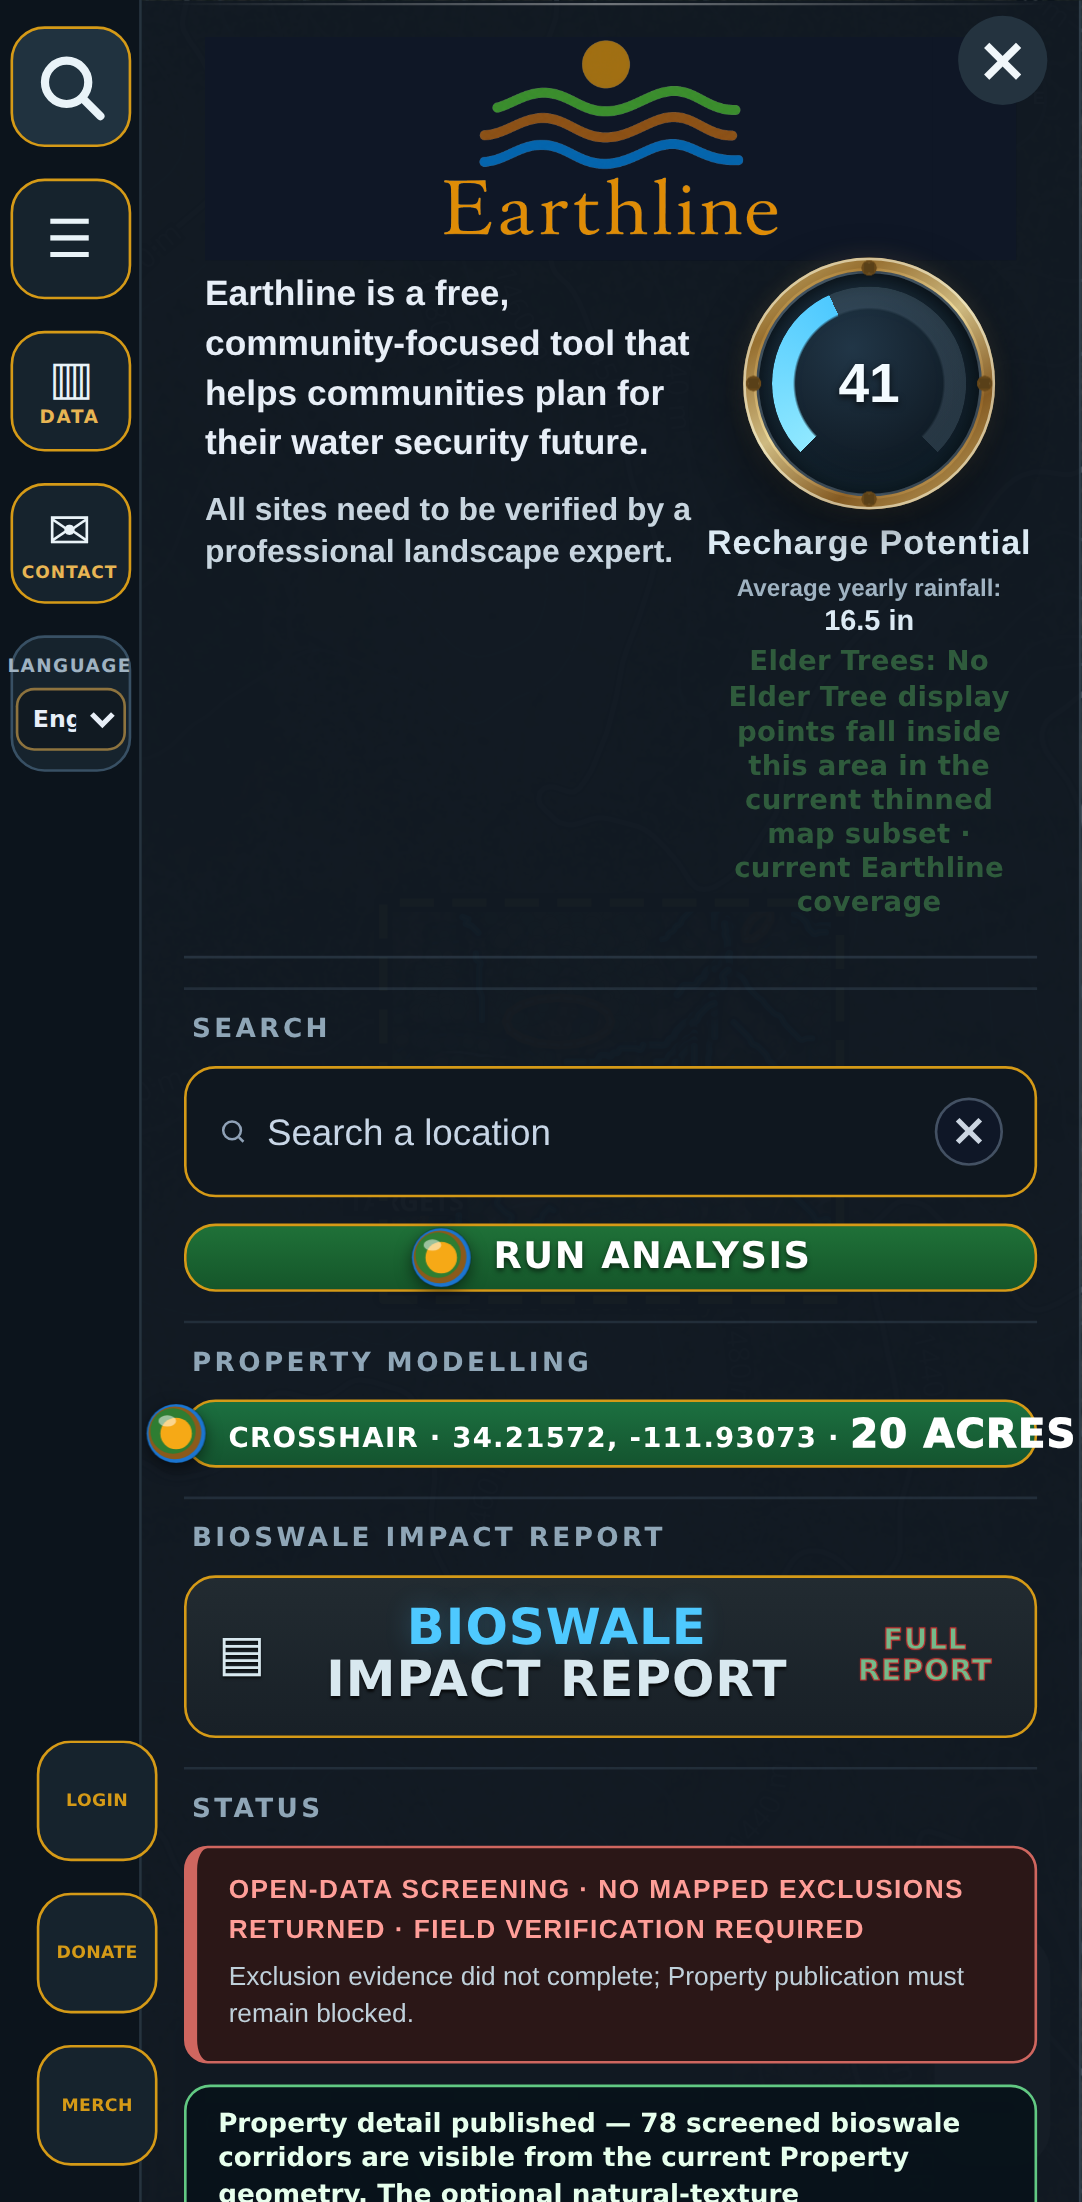 Earthline
Earthline is a free,
community-focused tool that
helps communities plan for
their water security future.
All sites need to be verified by a
professional landscape expert.
41
Recharge Potential
Average yearly rainfall:
16.5 in
Elder Trees: No
Elder Tree display
points fall inside
this area in the
current thinned
map subset ·
current Earthline
coverage
DATA
CONTACT
LANGUAGE
Eng
SEARCH
Search a location
RUN ANALYSIS
PROPERTY MODELLING
CROSSHAIR · 34.21572, -111.93073 · 20 ACRES
BIOSWALE IMPACT REPORT
BIOSWALE
IMPACT REPORT
FULL
REPORT
LOGIN
DONATE
MERCH
STATUS
OPEN-DATA SCREENING · NO MAPPED EXCLUSIONS
RETURNED · FIELD VERIFICATION REQUIRED
Exclusion evidence did not complete; Property publication must
remain blocked.
Property detail published — 78 screened bioswale
corridors are visible from the current Property
geometry. The optional natural-texture